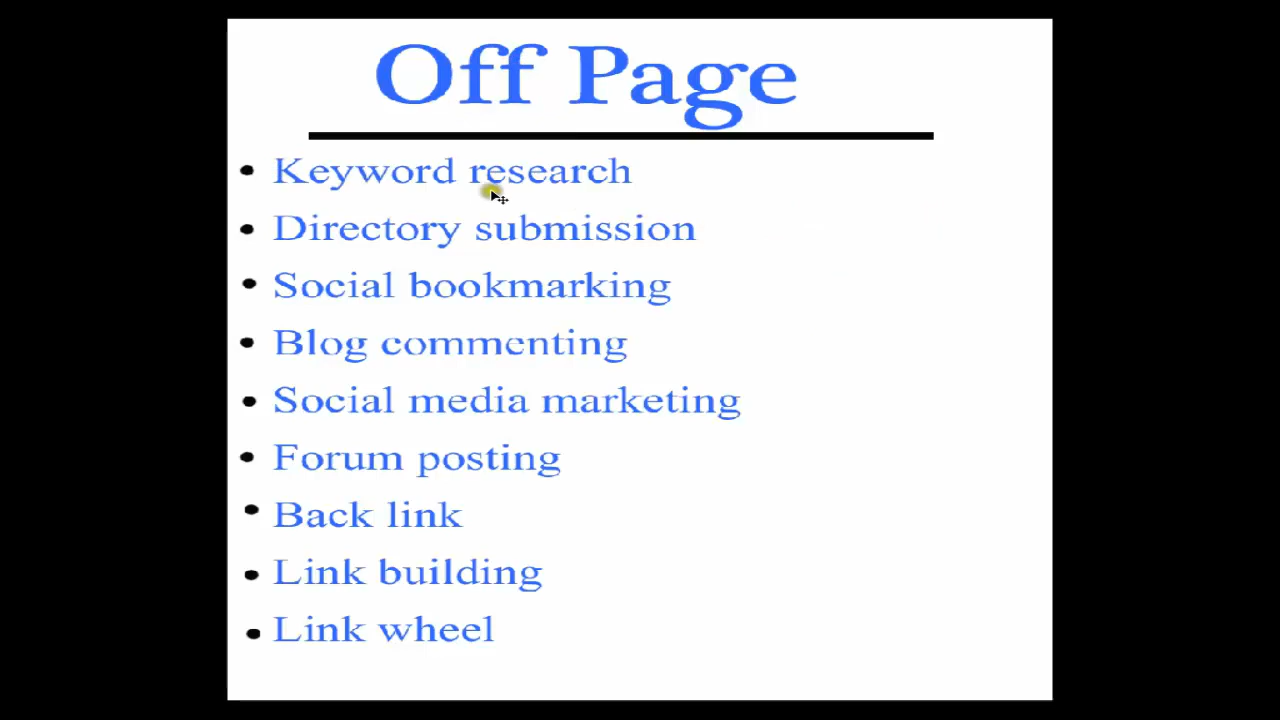 Off Page
• Keyword research
• Directory submission
• Social bookmarking
• Blog commenting
• Social media marketing
• Forum posting
• Back link
• Link building
• Link wheel